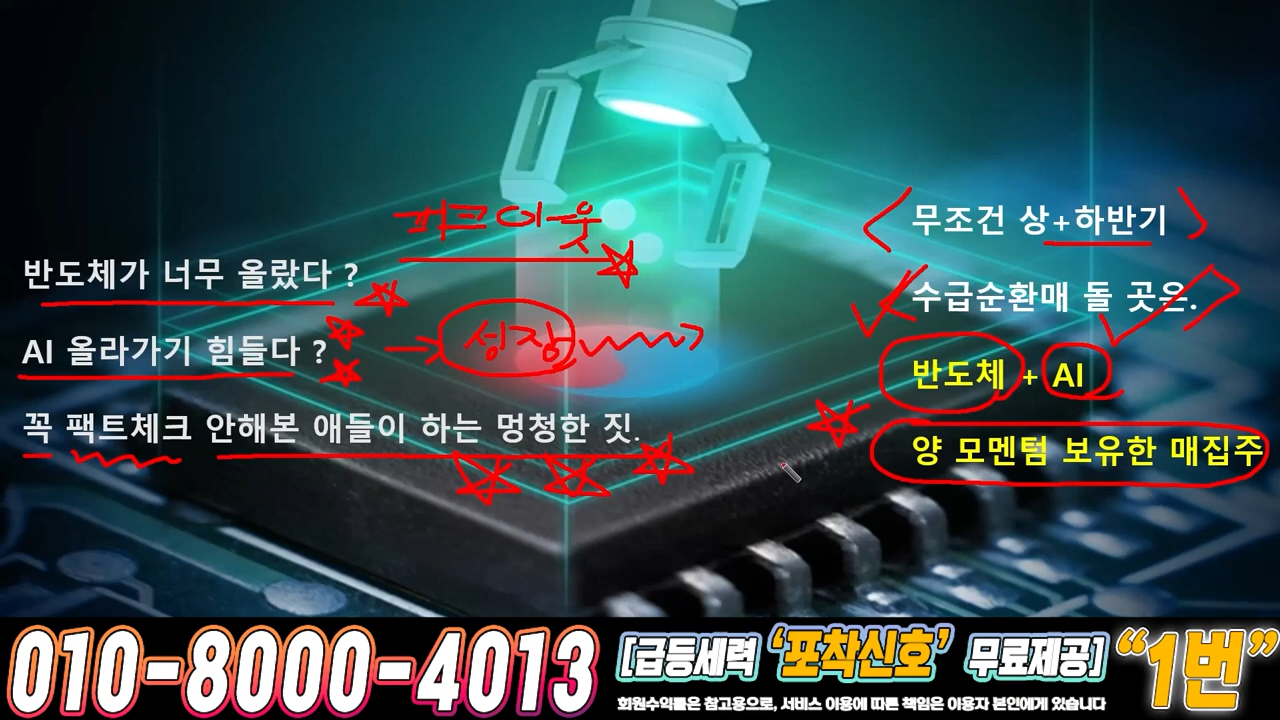 피크아웃
반도체가 너무 올랐다 ?
AI 올라가기 힘들다 ?
성장
꼭 팩트체크 안해본 애들이 하는 멍청한 짓.
무조건 상+하반기
수급순환매 돌 곳은.
반도체 + AI
양 모멘텀 보유한 매집주
010-8000-4013
[급등세력 '포착신호' 무료제공] "1번"
회원수익률은 참고용으로, 서비스 이용에 따른 책임은 이용자 본인에게 있습니다